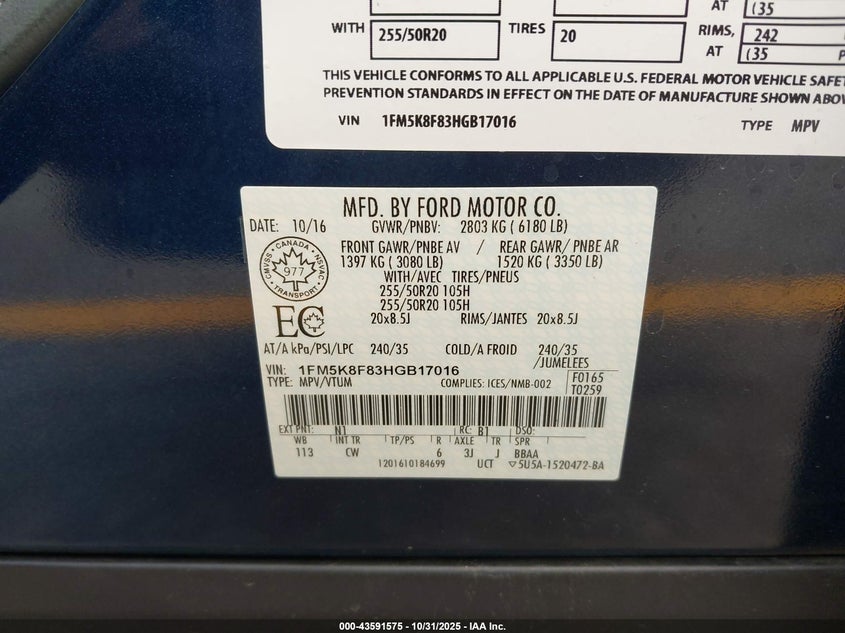 AT (35
WITH 255/50R20 TIRES 20 RIMS, 242
AT (35
THIS VEHICLE CONFORMS TO ALL APPLICABLE U.S. FEDERAL MOTOR VEHICLE SAFET
PREVENTION STANDARDS IN EFFECT ON THE DATE OF MANUFACTURE SHOWN ABOV
VIN 1FM5K8F83HGB17016 TYPE MPV
MFD. BY FORD MOTOR CO.
DATE: 10/16 GVWR/PNBV: 2803 KG ( 6180 LB)
FRONT GAWR/PNBE AV / REAR GAWR/ PNBE AR
1397 KG ( 3080 LB) 1520 KG ( 3350 LB)
WITH/AVEC TIRES/PNEUS
255/50R20 105H
255/50R20 105H
20x8.5J RIMS/JANTES 20x8.5J
CANADA
CMVSS NSVAC
977
TRANSPORT
EC
AT/A kPa/PSI/LPC 240/35 COLD/A FROID 240/35
/JUMELEES
VIN: 1FM5K8F83HGB17016
TYPE: MPV/VTUM COMPLIES: ICES/NMB-002
F0165
T0259
EXT PNT: N1 RC: B1 DSO:
WB INT TR TP/PS R AXLE TR SPR
113 CW 6 3J J BBAA
1201610184699 UCT ▽5U5A-1520472-BA
000-43591575 - 10/31/2025 - IAA Inc.